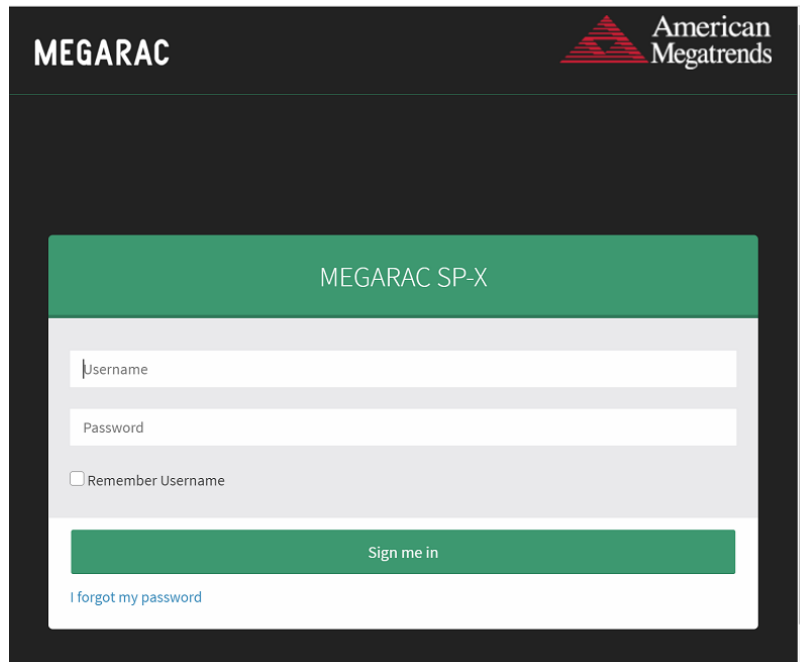 MEGARAC
American
Megatrends
MEGARAC SP-X
Username
Password
Remember Username
Sign me in
I forgot my password